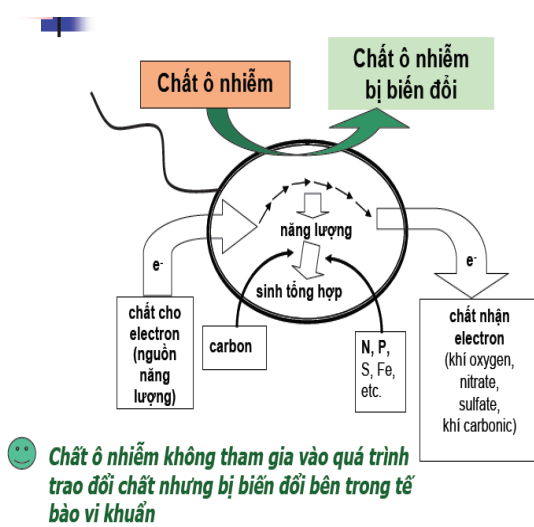 Chất ô nhiễm
Chất ô nhiễm
bị biến đổi
năng lượng
sinh tổng hợp
e-
e-
chất cho
electron
(nguồn
năng
lượng)
carbon
N, P,
S, Fe,
etc.
chất nhận
electron
(khí oxygen,
nitrate,
sulfate,
khí carbonic)
Chất ô nhiễm không tham gia vào quá trình
trao đổi chất nhưng bị biến đổi bên trong tế
bào vi khuẩn